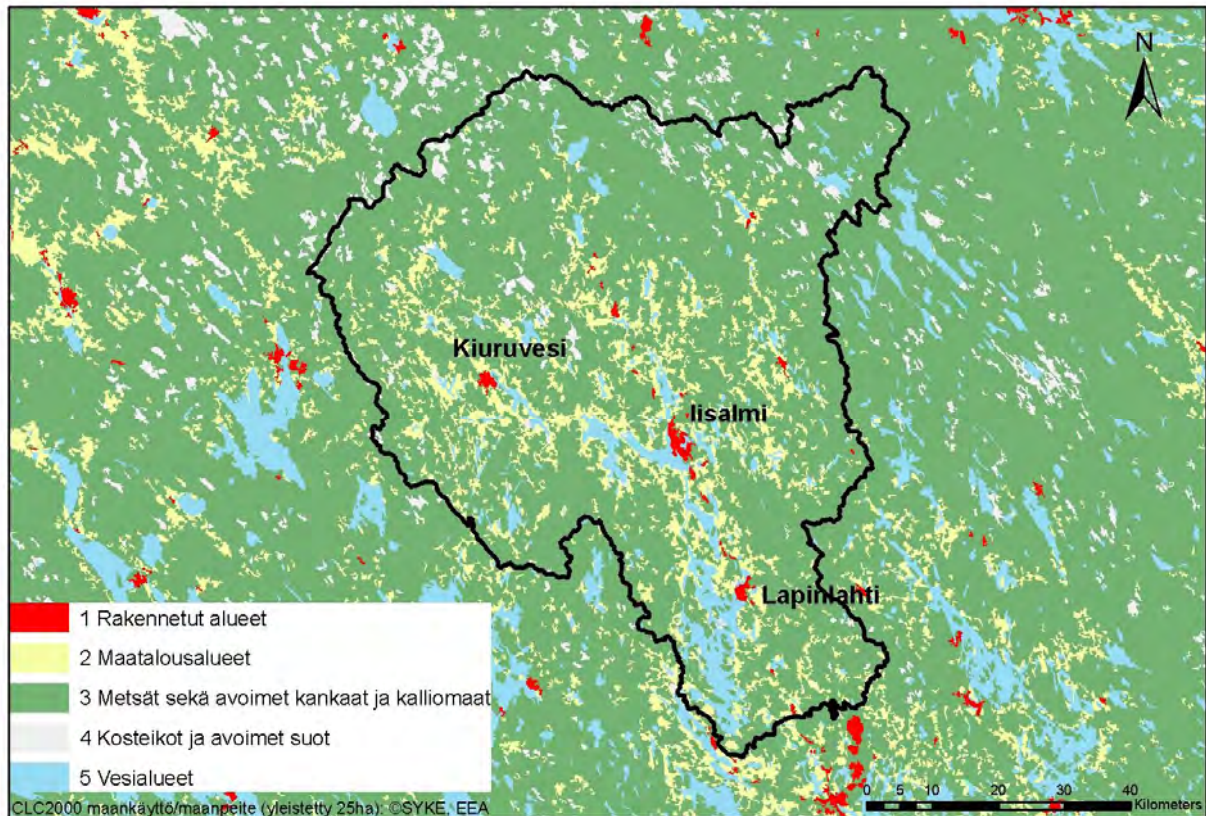 N
Kiuruvesi
Iisalmi
Lapinlahti
1 Rakennetut alueet
2 Maatalousalueet
3 Metsät sekä avoimet kankaat ja kalliomaat
4 Kosteikot ja avoimet suot
5 Vesialueet
CLC2000 maankäyttö/maanpeite (yleistetty 25ha): ©SYKE, EEA
0 5 10 20 30 40
Kilometers